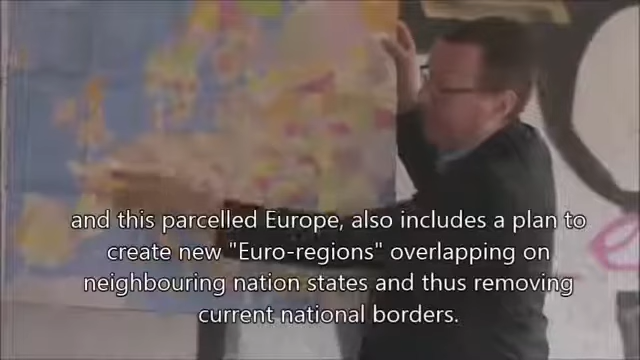 and this parcelled Europe, also includes a plan to
create new "Euro-regions" overlapping on
neighbouring nation states and thus removing
current national borders.